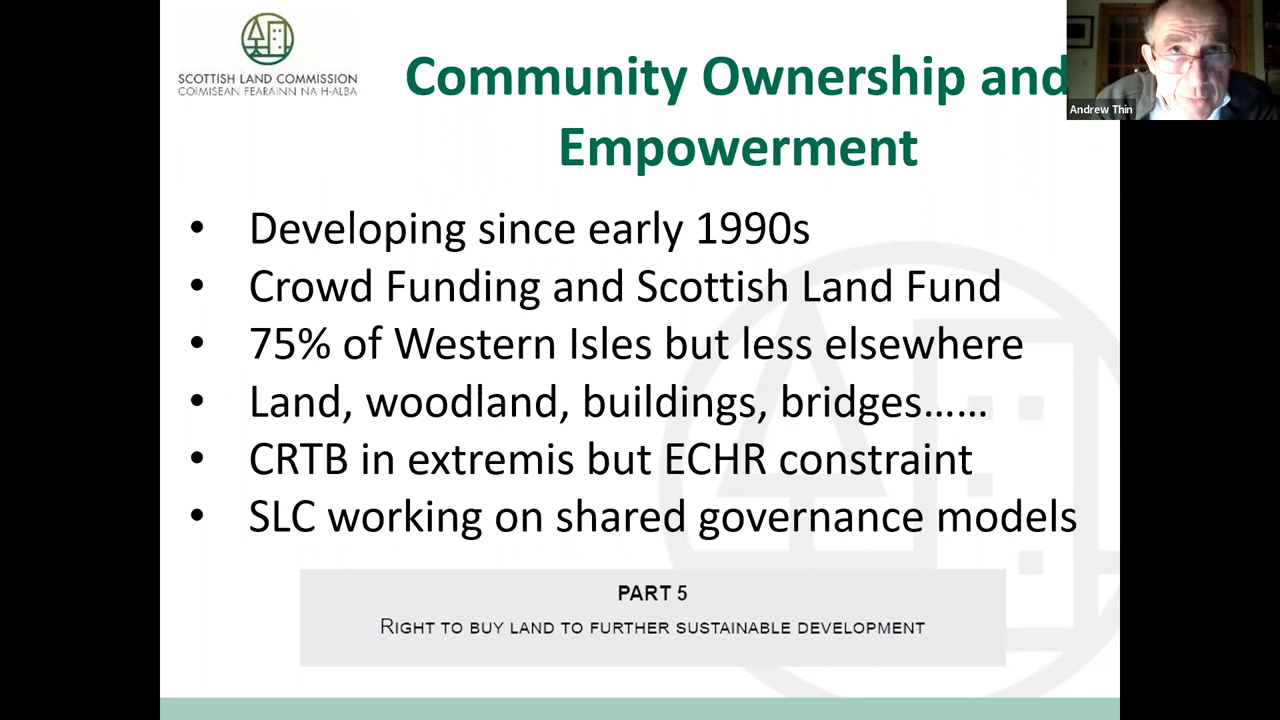 SCOTTISH LAND COMMISSION
COIMISEAN FEARAINN NA H-ALBA
Community Ownership and
Empowerment
Andrew Thin
• Developing since early 1990s
• Crowd Funding and Scottish Land Fund
• 75% of Western Isles but less elsewhere
• Land, woodland, buildings, bridges……
• CRTB in extremis but ECHR constraint
• SLC working on shared governance models
PART 5
RIGHT TO BUY LAND TO FURTHER SUSTAINABLE DEVELOPMENT